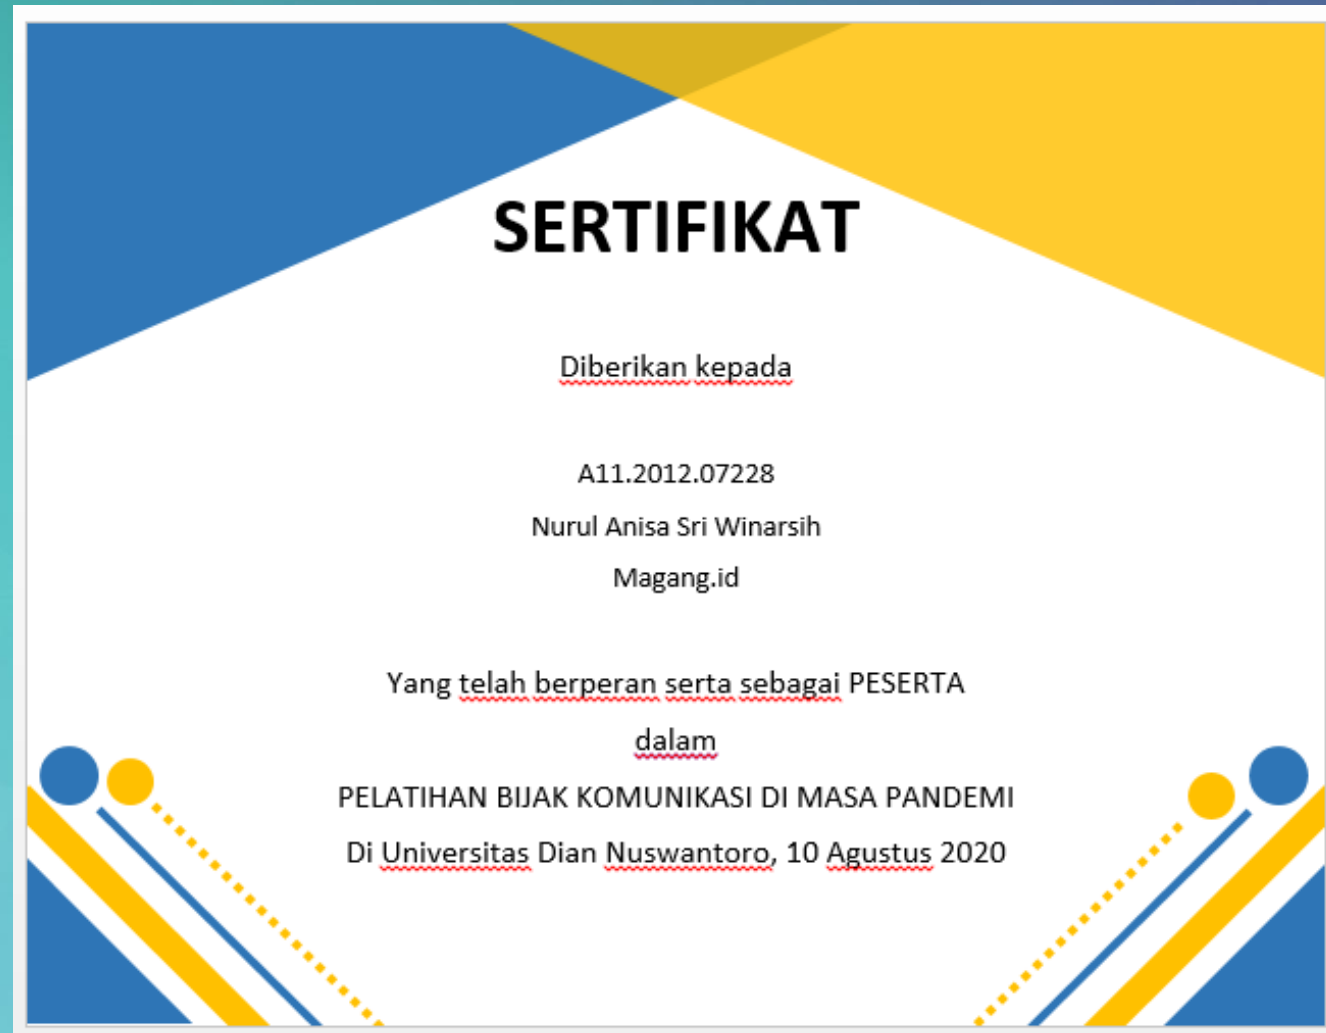 SERTIFIKAT
Diberikan kepada
A11.2012.07228
Nurul Anisa Sri Winarsih
Magang.id
Yang telah berperan serta sebagai PESERTA
dalam
PELATIHAN BIJAK KOMUNIKASI DI MASA PANDEMI
Di Universitas Dian Nuswantoro, 10 Agustus 2020